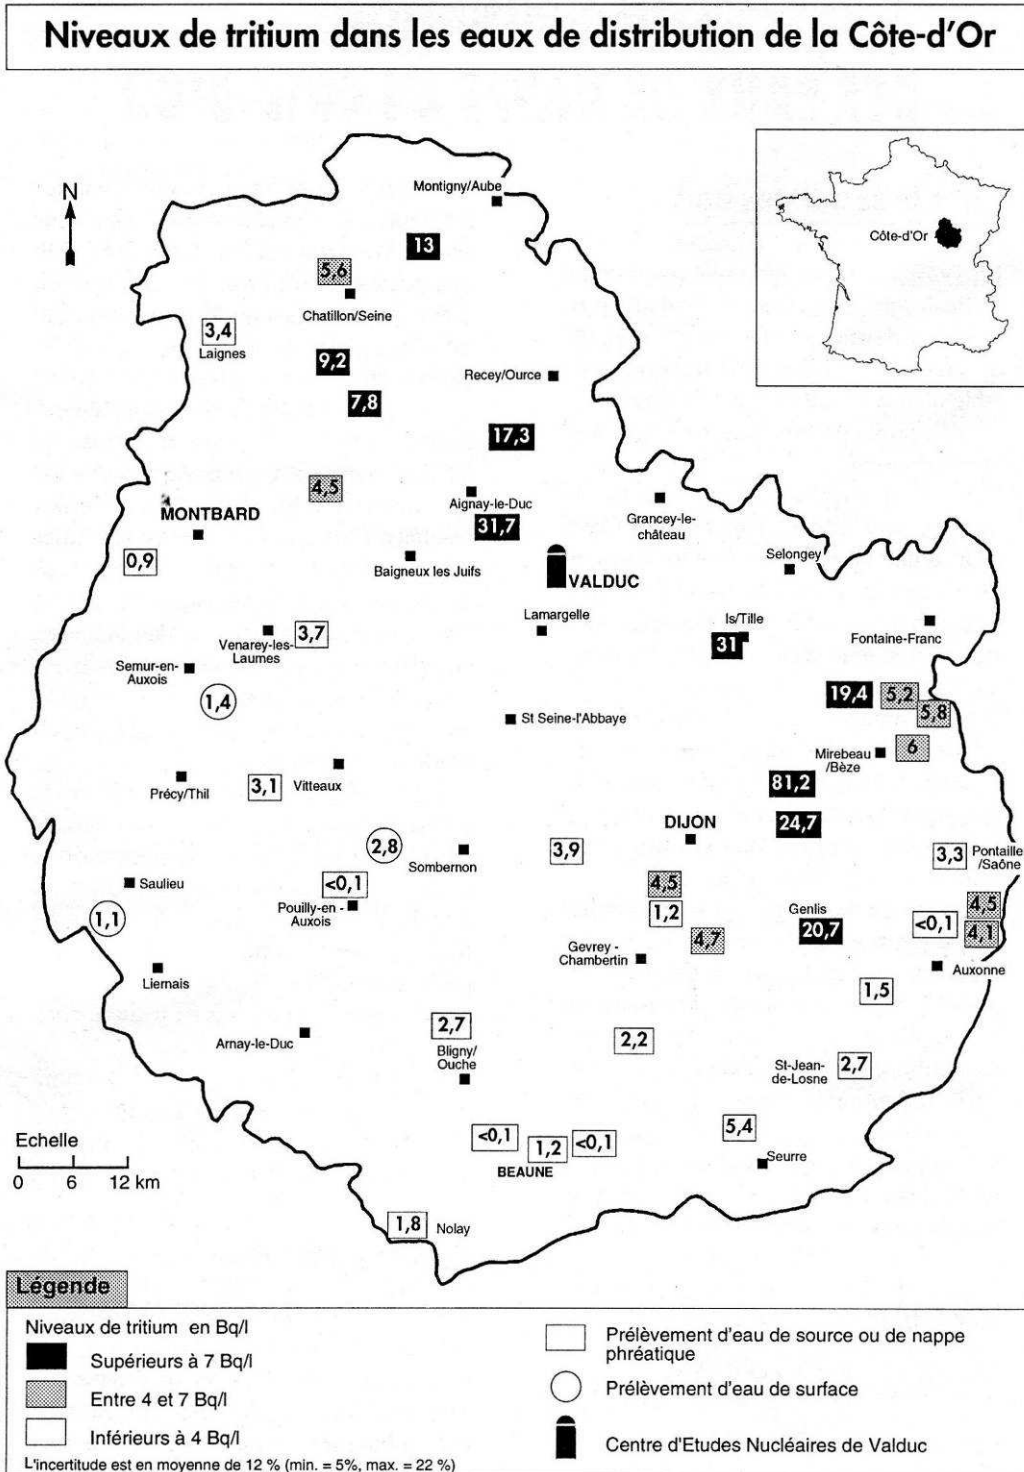 Niveaux de tritium dans les eaux de distribution de la Côte-d'Or
N
Montigny/Aube
Côte-d'Or
13
5,6
Chatillon/Seine
3,4
Laignes
9,2
Recey/Ource
7,8
17,3
4,5
Aignay-le-Duc
31,7
Grancey-le-
château
MONTBARD
0,9
Baigneux les Juifs
VALDUC
Selongey
Lamargelle
Is/Tille
31
Fontaine-Franc
Venarey-les-
Laumes
3,7
Semur-en-
Auxois
1,4
19,4
5,2
5,8
St Seine-l'Abbaye
Mirebeau
/Bèze
6
Précy/Thil
3,1
Vitteaux
81,2
DIJON
24,7
2,8
Sombernon
3,9
3,3
Pontaille
/Saône
Saulieu
<0,1
Pouilly-en -
Auxois
4,5
1,2
1,1
Genlis
20,7
<0,1
4,5
4,1
4,7
Gevrey -
Chambertin
Liernais
Auxonne
1,5
Arnay-le-Duc
2,7
Bligny/
Ouche
2,2
St-Jean-
de-Losne
2,7
<0,1
1,2
<0,1
BEAUNE
5,4
Seurre
Echelle
0 6 12 km
1,8
Nolay
Légende
Niveaux de tritium en Bq/l
Supérieurs à 7 Bq/l
Entre 4 et 7 Bq/l
Inférieurs à 4 Bq/l
L'incertitude est en moyenne de 12 % (min. = 5%, max. = 22 %)
Prélèvement d'eau de source ou de nappe
phréatique
Prélèvement d'eau de surface
Centre d'Etudes Nucléaires de Valduc